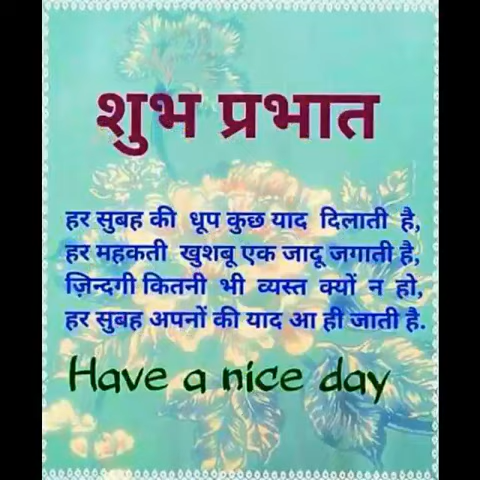 शुभ प्रभात
हर सुबह की धूप कुछ याद दिलाती है,
हर महकती खुशबू एक जादू जगाती है,
ज़िन्दगी कितनी भी व्यस्त क्यों न हो,
हर सुबह अपनों की याद आ ही जाती है.
Have a nice day